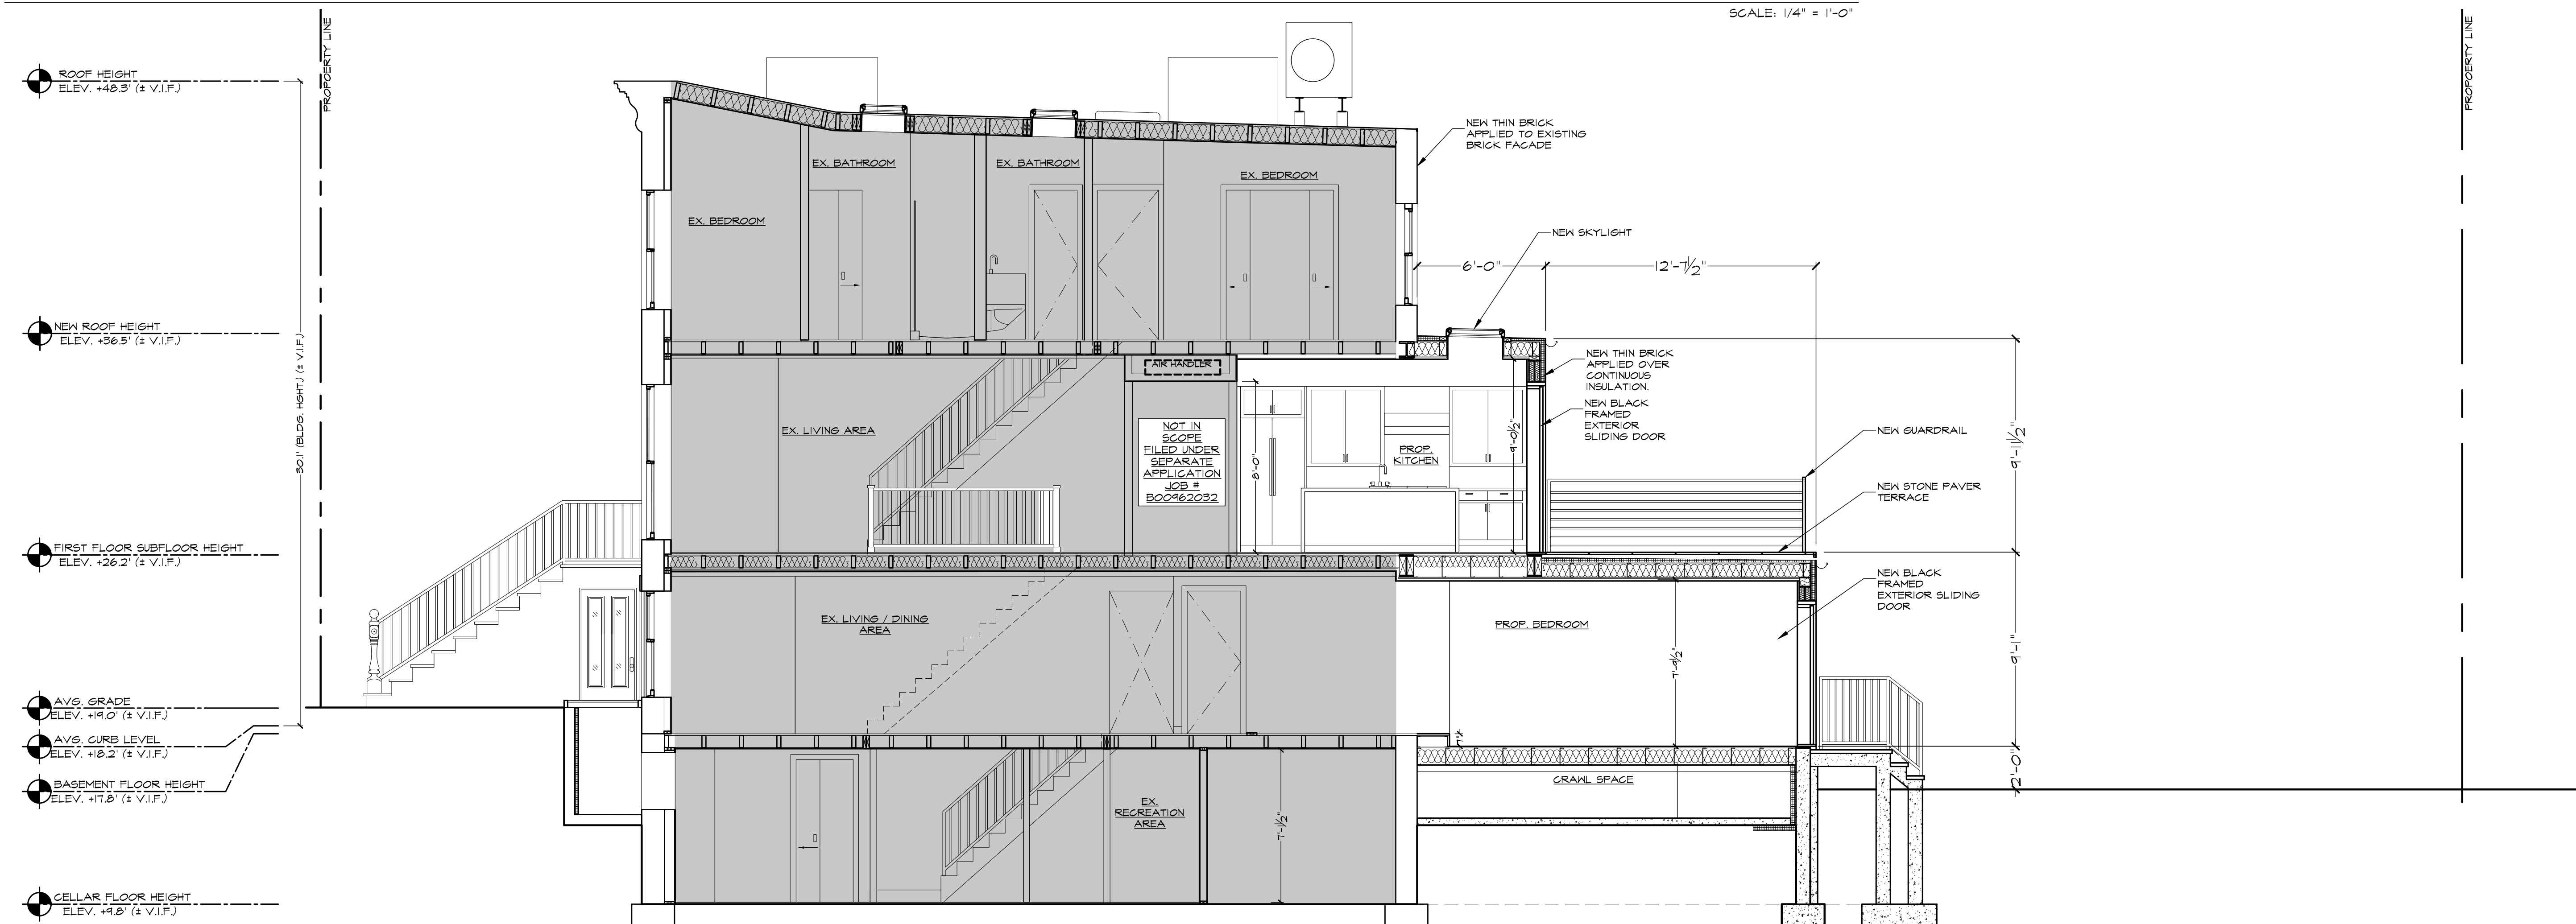 SCALE: 1/4" = 1'-0"
PROPOERTY LINE
PROPOERTY LINE
ROOF HEIGHT
ELEV. +48.3' (± V.I.F.)
NEW ROOF HEIGHT
ELEV. +36.5' (± V.I.F.)
FIRST FLOOR SUBFLOOR HEIGHT
ELEV. +26.2' (± V.I.F.)
AVG. GRADE
ELEV. +19.0' (± V.I.F.)
AVG. CURB LEVEL
ELEV. +18.2' (± V.I.F.)
BASEMENT FLOOR HEIGHT
ELEV. +17.8' (± V.I.F.)
CELLAR FLOOR HEIGHT
ELEV. +9.8' (± V.I.F.)
30.1' (BLDG. HGHT.) (± V.I.F.)
EX. BEDROOM
EX. BATHROOM
EX. BATHROOM
EX. BEDROOM
NEW THIN BRICK
APPLIED TO EXISTING
BRICK FACADE
NEW SKYLIGHT
6'-0"
12'-7 1/2"
AIR HANDLER
EX. LIVING AREA
NOT IN
SCOPE
FILED UNDER
SEPARATE
APPLICATION
JOB #
B00962032
8'-0"
PROP.
KITCHEN
9'-0 1/2"
NEW THIN BRICK
APPLIED OVER
CONTINUOUS
INSULATION.
NEW BLACK
FRAMED
EXTERIOR
SLIDING DOOR
NEW GUARDRAIL
NEW STONE PAVER
TERRACE
9'-11 1/2"
EX. LIVING / DINING
AREA
PROP. BEDROOM
7'-9 1/2"
NEW BLACK
FRAMED
EXTERIOR SLIDING
DOOR
9'-1"
7"
2'-0"
CRAWL SPACE
EX.
RECREATION
AREA
7'-1 1/2"